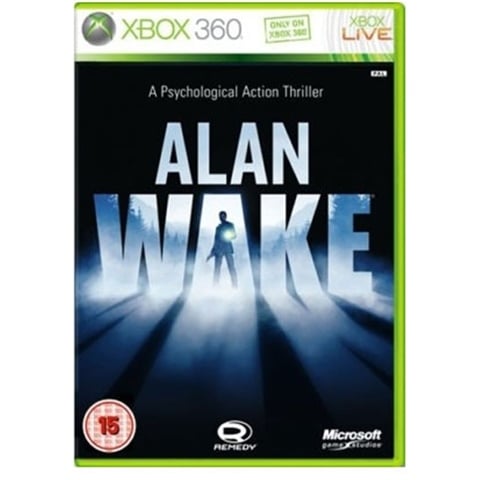 XBOX 360
ONLY ON
XBOX 360
XBOX
LIVE
PAL
A Psychological Action Thriller
ALAN
WAKE
15
REMEDY
Microsoft
game studios